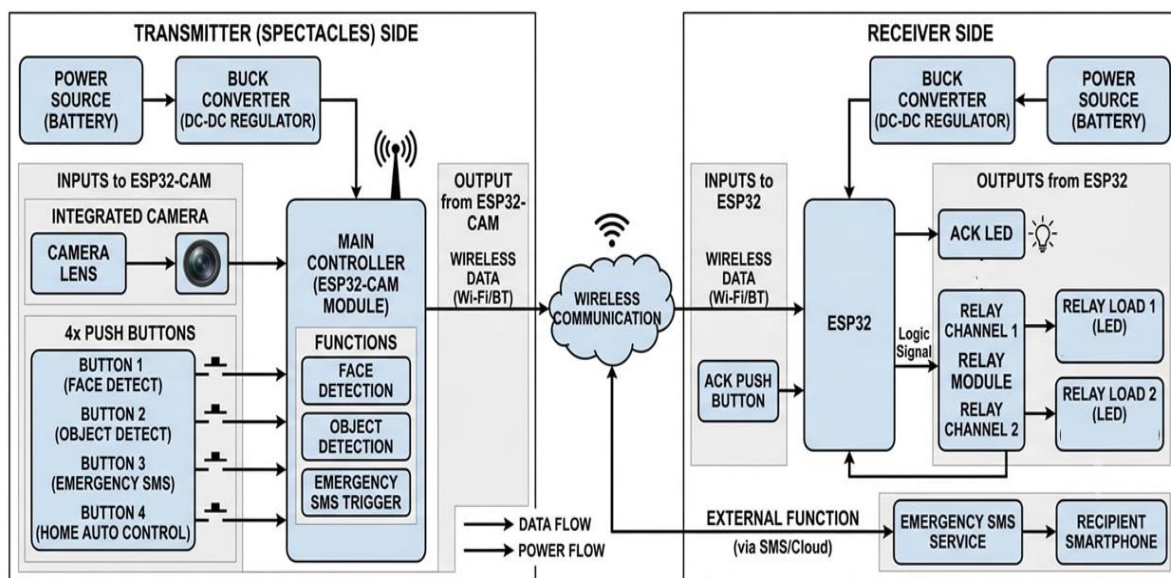 TRANSMITTER (SPECTACLES) SIDE
POWER
SOURCE
(BATTERY)
BUCK
CONVERTER
(DC-DC REGULATOR)
INPUTS to ESP32-CAM
INTEGRATED CAMERA
CAMERA
LENS
4x PUSH BUTTONS
BUTTON 1
(FACE DETECT)
BUTTON 2
(OBJECT DETECT)
BUTTON 3
(EMERGENCY SMS)
BUTTON 4
(HOME AUTO CONTROL)
MAIN
CONTROLLER
(ESP32-CAM
MODULE)
FUNCTIONS
FACE
DETECTION
OBJECT
DETECTION
EMERGENCY
SMS TRIGGER
OUTPUT
from ESP32-
CAM
WIRELESS
DATA
(Wi-Fi/BT)
DATA FLOW
POWER FLOW
WIRELESS
COMMUNICATION
RECEIVER SIDE
BUCK
CONVERTER
(DC-DC REGULATOR)
POWER
SOURCE
(BATTERY)
INPUTS to
ESP32
WIRELESS
DATA
(Wi-Fi/BT)
ACK PUSH
BUTTON
ESP32
Logic
Signal
OUTPUTS from ESP32
ACK LED
RELAY
CHANNEL 1
RELAY
MODULE
RELAY
CHANNEL 2
RELAY LOAD 1
(LED)
RELAY LOAD 2
(LED)
EXTERNAL FUNCTION
(via SMS/Cloud)
EMERGENCY SMS
SERVICE
RECIPIENT
SMARTPHONE